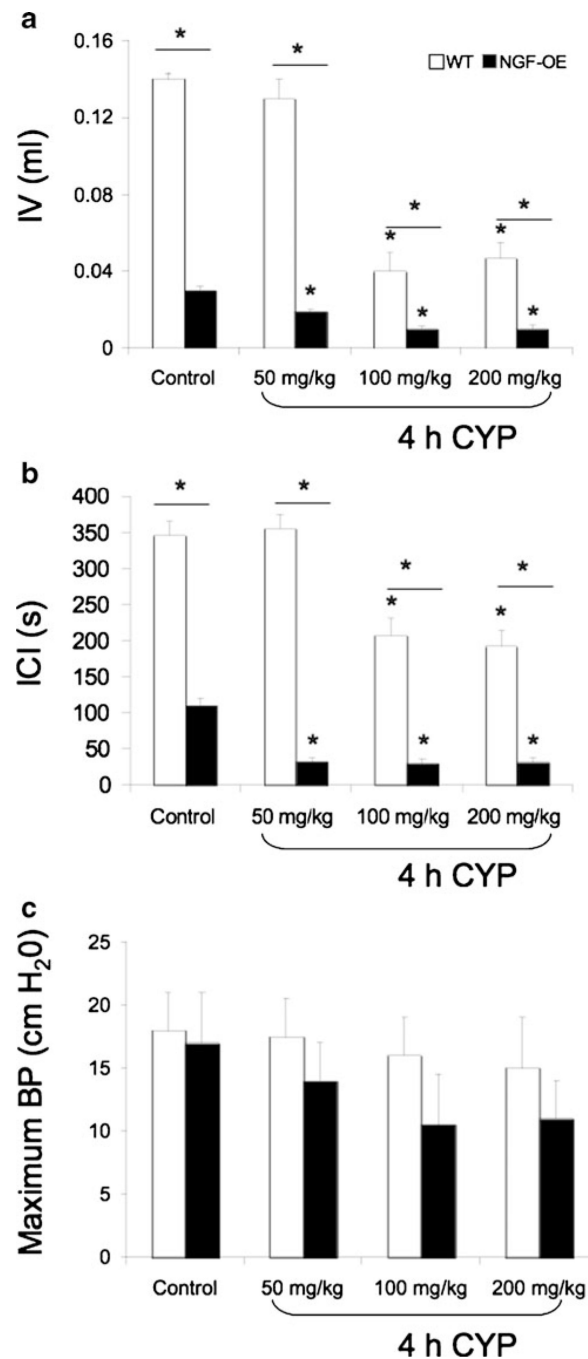 a
0.16
0.12
0.08
0.04
0
IV (ml)
WT NGF-OE
* *
* *
* *
* * *
Control 50 mg/kg 100 mg/kg 200 mg/kg
4 h CYP
b
400
350
300
250
200
150
100
50
0
ICI (s)
* *
* *
* *
* * *
Control 50 mg/kg 100 mg/kg 200 mg/kg
4 h CYP
c
25
20
15
10
5
0
Maximum BP (cm H₂0)
Control 50 mg/kg 100 mg/kg 200 mg/kg
4 h CYP